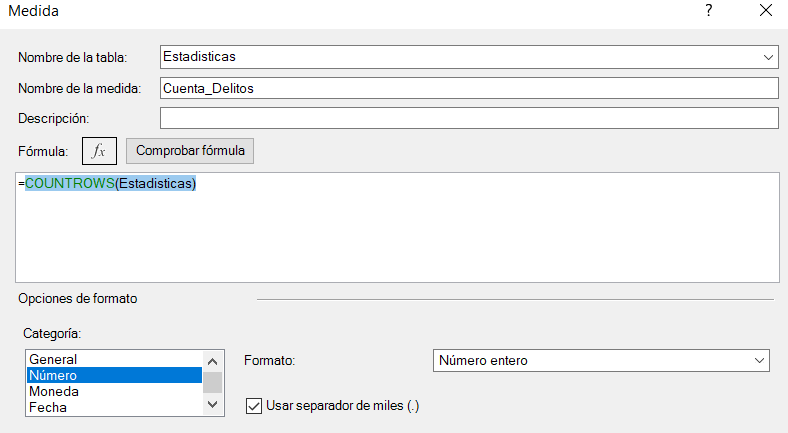 Medida ?
Nombre de la tabla: Estadisticas
Nombre de la medida: Cuenta_Delitos
Descripción:
Fórmula: fx Comprobar fórmula
=COUNTROWS(Estadisticas)
Opciones de formato
Categoría:
General
Número
Moneda
Fecha
Formato: Número entero
Usar separador de miles (.)